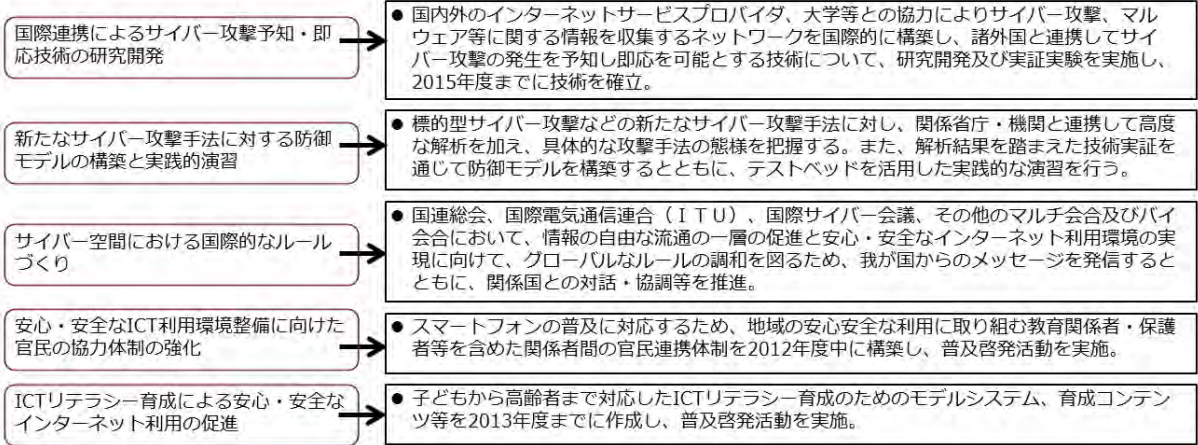 国際連携によるサイバー攻撃予知・即
応技術の研究開発
● 国内外のインターネットサービスプロバイダ、大学等との協力によりサイバー攻撃、マル
ウェア等に関する情報を収集するネットワークを国際的に構築し、諸外国と連携してサイ
バー攻撃の発生を予知し即応を可能とする技術について、研究開発及び実証実験を実施し、
2015年度までに技術を確立。
新たなサイバー攻撃手法に対する防御
モデルの構築と実践的演習
● 標的型サイバー攻撃などの新たなサイバー攻撃手法に対し、関係省庁・機関と連携して高度
な解析を加え、具体的な攻撃手法の態様を把握する。また、解析結果を踏まえた技術実証を
通じて防御モデルを構築するとともに、テストベッドを活用した実践的な演習を行う。
サイバー空間における国際的なルール
づくり
● 国連総会、国際電気通信連合（ＩＴＵ）、国際サイバー会議、その他のマルチ会合及びバイ
会合において、情報の自由な流通の一層の促進と安心・安全なインターネット利用環境の実
現に向けて、グローバルなルールの調和を図るため、我が国からのメッセージを発信すると
ともに、関係国との対話・協調等を推進。
安心・安全なICT利用環境整備に向けた
官民の協力体制の強化
● スマートフォンの普及に対応するため、地域の安心安全な利用に取り組む教育関係者・保護
者等を含めた関係者間の官民連携体制を2012年度中に構築し、普及啓発活動を実施。
ICTリテラシー育成による安心・安全な
インターネット利用の促進
● 子どもから高齢者まで対応したICTリテラシー育成のためのモデルシステム、育成コンテン
ツ等を2013年度までに作成し、普及啓発活動を実施。